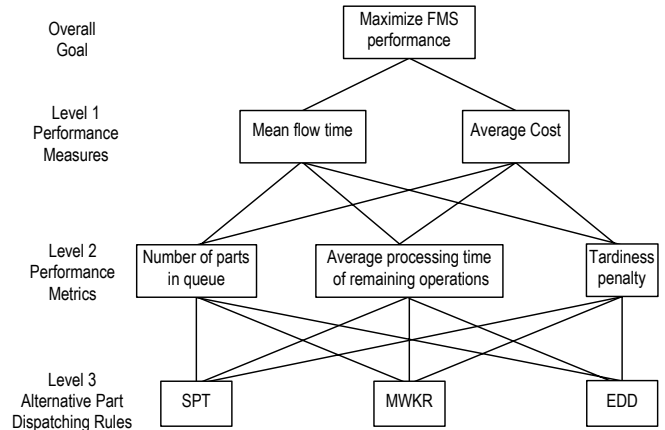 Overall
Goal
Maximize FMS
performance
Level 1
Performance
Measures
Mean flow time
Average Cost
Level 2
Performance
Metrics
Number of parts
in queue
Average processing time
of remaining operations
Tardiness
penalty
Level 3
Alternative Part
Dispatching Rules
SPT
MWKR
EDD